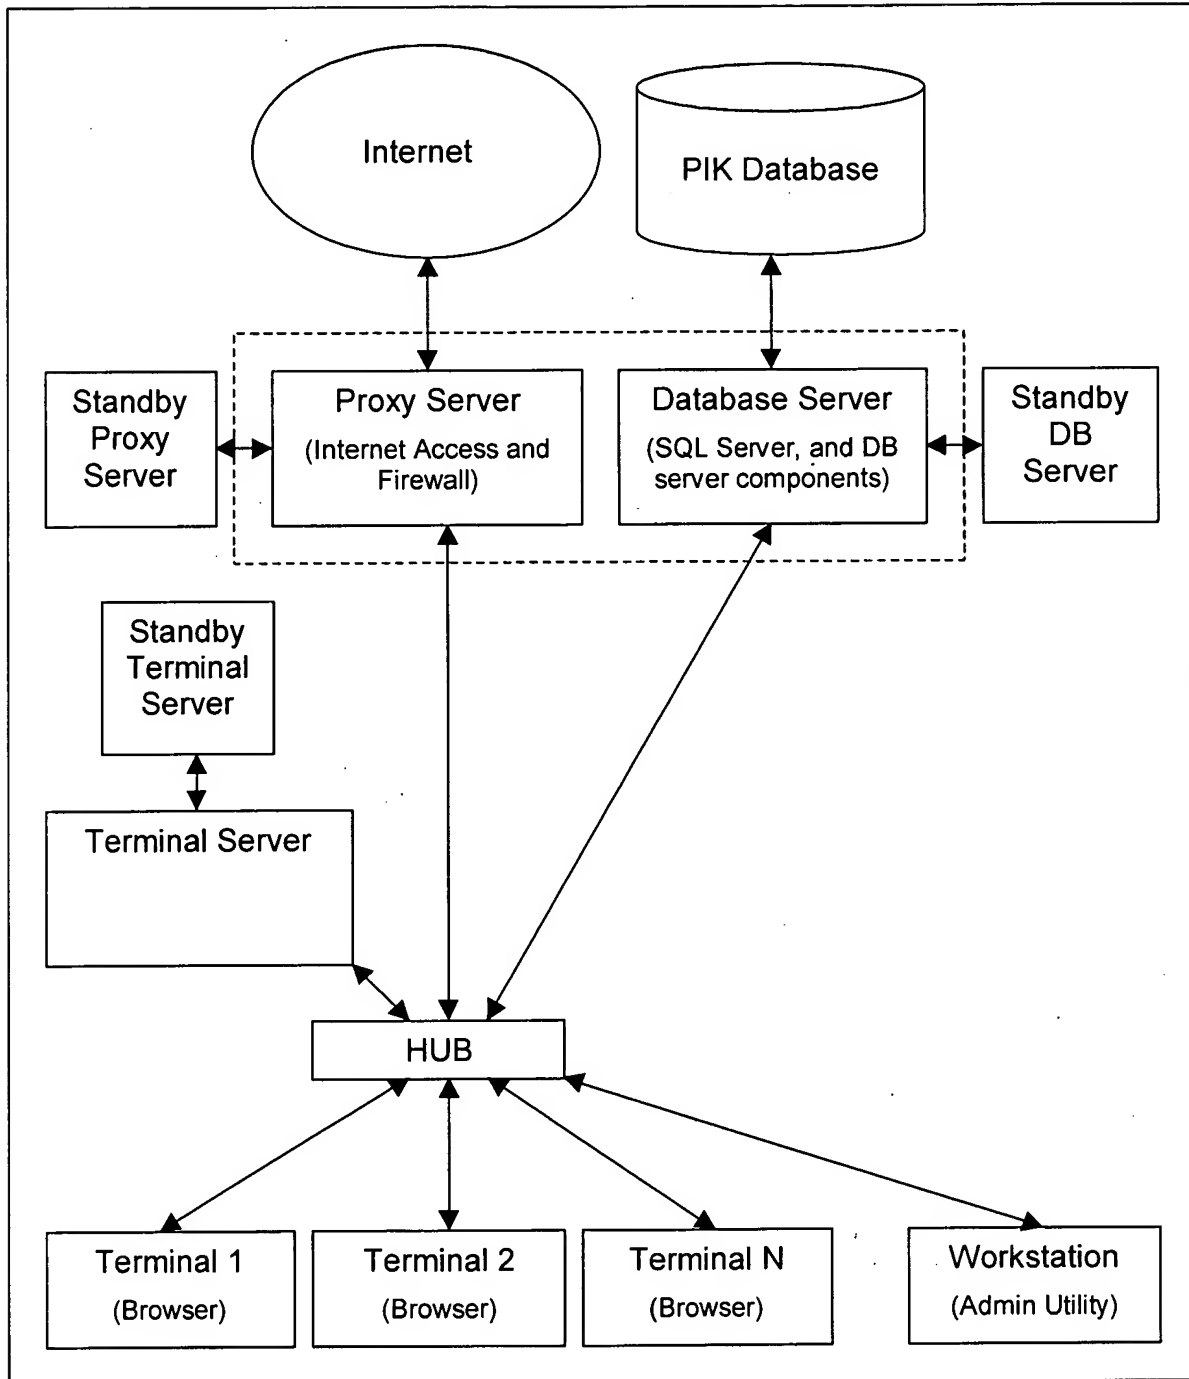 Internet
PIK Database
Standby
Proxy
Server
Proxy Server
(Internet Access and
Firewall)
Database Server
(SQL Server, and DB
server components)
Standby
DB
Server
Standby
Terminal
Server
Terminal Server
HUB
Terminal 1
(Browser)
Terminal 2
(Browser)
Terminal N
(Browser)
Workstation
(Admin Utility)